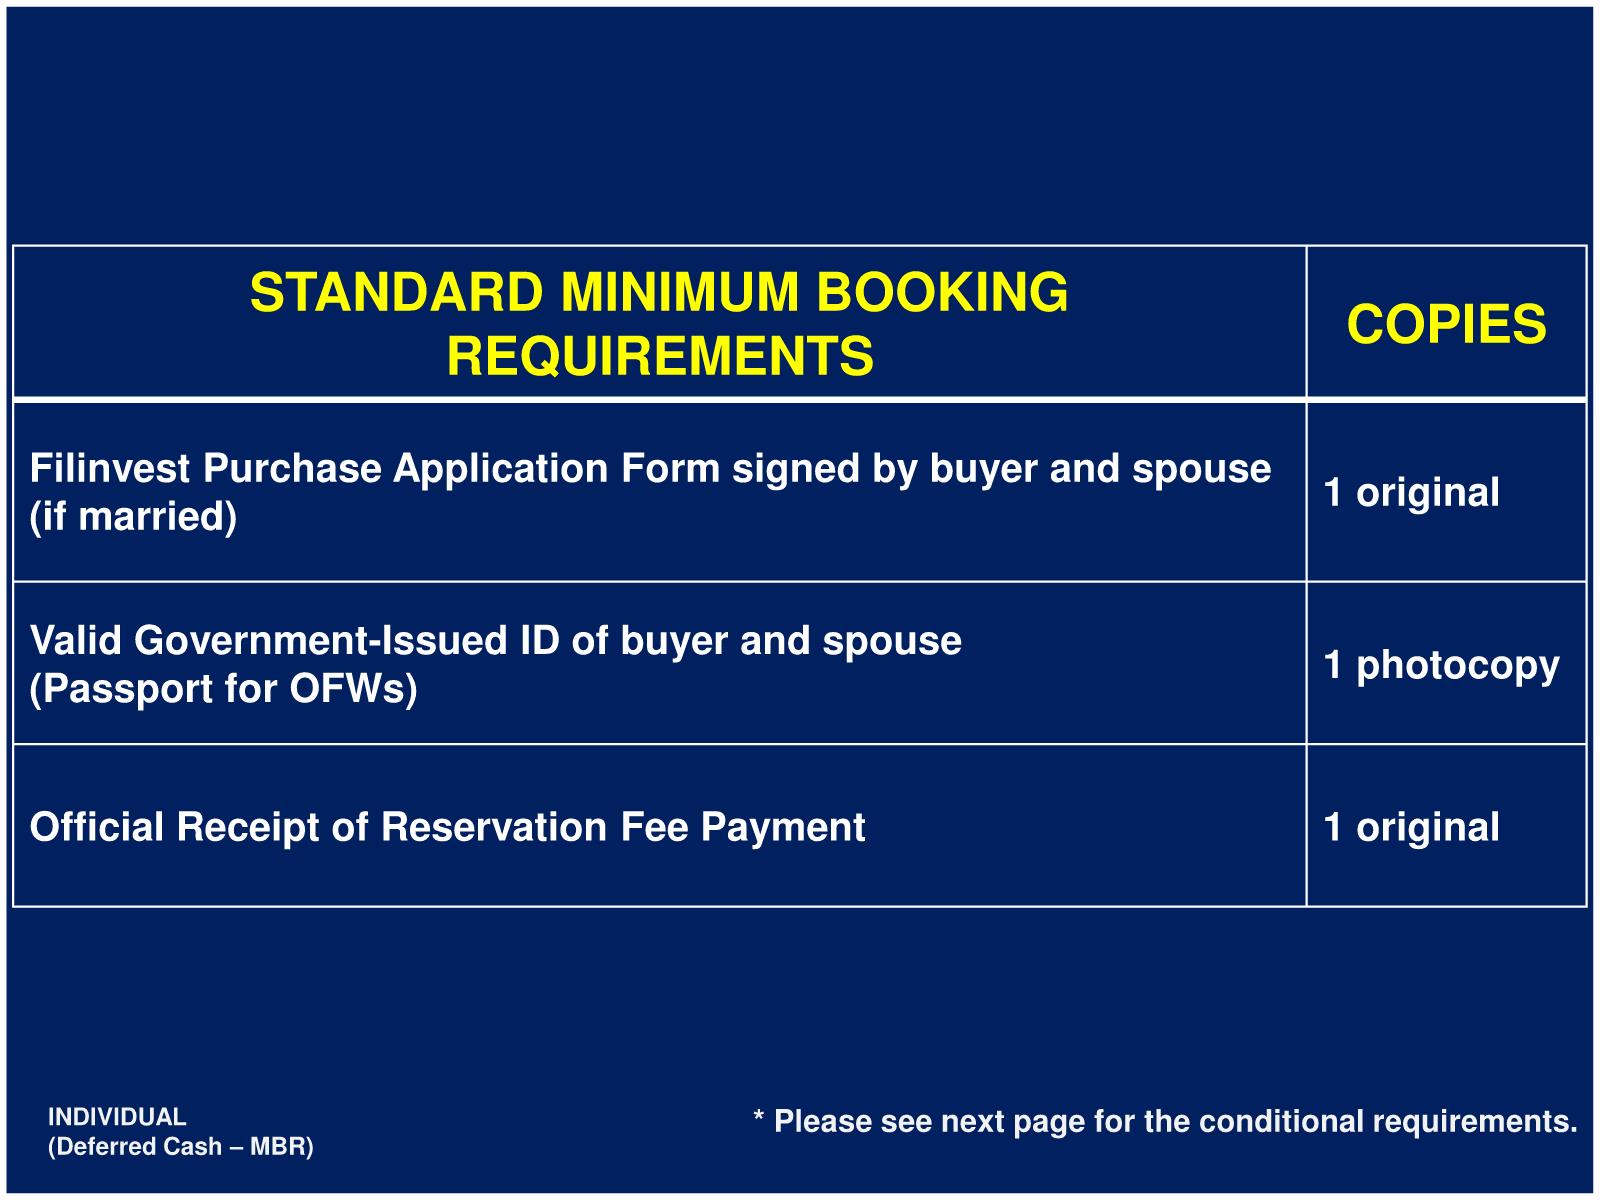 STANDARD MINIMUM BOOKING
REQUIREMENTS
COPIES
Filinvest Purchase Application Form signed by buyer and spouse
(if married)
1 original
Valid Government-Issued ID of buyer and spouse
(Passport for OFWs)
1 photocopy
Official Receipt of Reservation Fee Payment
1 original
INDIVIDUAL
(Deferred Cash – MBR)
* Please see next page for the conditional requirements.